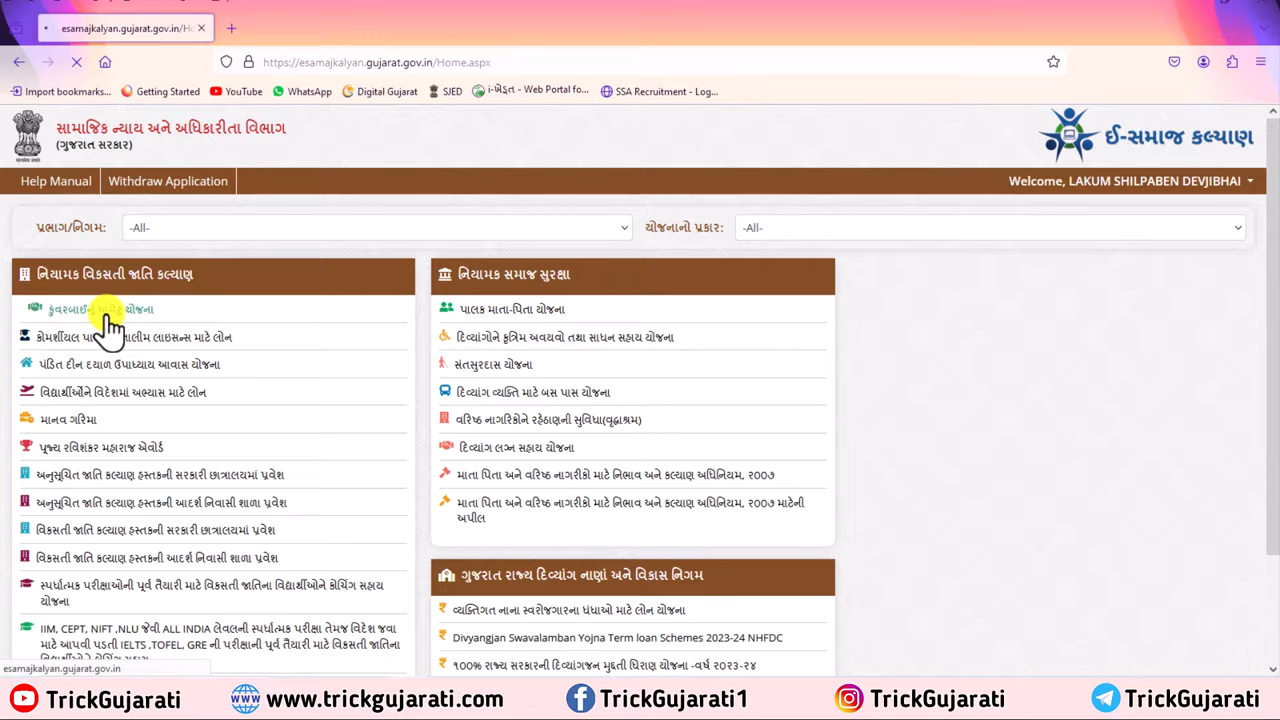 esamajkalyan.gujarat.gov.in/H
https://esamajkalyan.gujarat.gov.in/Home.aspx
Import bookmarks... Getting Started YouTube WhatsApp Digital Gujarat SJED i-ખેડૂત - Web Portal fo... SSA Recruitment - Log...
સામાજિક ન્યાય અને અધિકારીતા વિભાગ
(ગુજરાત સરકાર)
ઈ-સમાજ કલ્યાણ
Help Manual Withdraw Application Welcome, LAKUM SHILPABEN DEVJIBHAI
પ્રભાગ/નિગમ: -All- યોજનાનો પ્રકાર: -All-
નિયામક વિકસતી જાતિ કલ્યાણ
કુંવરબાઈનું યોજના
કોમર્શીયલ લાઇસન્સ માટે લોન
પંડિત દીન દયાળ ઉપાધ્યાય આવાસ યોજના
વિદ્યાર્થીઓને વિદેશમાં અભ્યાસ માટે લોન
માનવ ગરિમા
પૂજ્ય રવિશંકર મહારાજ એવોર્ડ
અનુસૂચિત જાતિ કલ્યાણ હસ્તકની સરકારી છાત્રાલયમાં પ્રવેશ
અનુસૂચિત જાતિ કલ્યાણ હસ્તકની આદર્શ નિવાસી શાળા પ્રવેશ
વિકસતી જાતિ કલ્યાણ હસ્તકની સરકારી છાત્રાલયમાં પ્રવેશ
વિકસતી જાતિ કલ્યાણ હસ્તકની આદર્શ નિવાસી શાળા પ્રવેશ
સ્પર્ધાત્મક પરીક્ષાઓની પૂર્વ તૈયારી માટે વિકસતી જાતિના વિદ્યાર્થીઓને કોચિંગ સહાય
યોજના
IIM, CEPT, NIFT ,NLU જેવી ALL INDIA લેવલની સ્પર્ધાત્મક પરીક્ષા તેમજ વિદેશ જવા
માટે આપવી પડતી IELTS ,TOFEL, GRE ની પરીક્ષાની પૂર્વ તૈયારી માટે વિકસતી જાતિના
નિયામક સમાજ સુરક્ષા
પાલક માતા-પિતા યોજના
દિવ્યાંગોને કૃત્રિમ અવયવો તથા સાધન સહાય યોજના
સંતસુરદાસ યોજના
દિવ્યાંગ વ્યક્તિ માટે બસ પાસ યોજના
વરિષ્ઠ નાગરિકોને રહેઠાણની સુવિધા(વૃદ્ધાશ્રમ)
દિવ્યાંગ લગ્ન સહાય યોજના
માતા પિતા અને વરિષ્ઠ નાગરીકો માટે નિભાવ અને કલ્યાણ અધિનિયમ, ૨૦૦૭
માતા પિતા અને વરિષ્ઠ નાગરીકો માટે નિભાવ અને કલ્યાણ અધિનિયમ, ૨૦૦૭ માટેની
અપીલ
ગુજરાત રાજ્ય દિવ્યાંગ નાણાં અને વિકાસ નિગમ
વ્યક્તિગત નાના સ્વરોજગારના ધંધાઓ માટે લોન યોજના
Divyangjan Swavalamban Yojna Term loan Schemes 2023-24 NHFDC
૧૦૦% રાજ્ય સરકારની દિવ્યાંગજન મુદ્દતી ધિરાણ યોજના -વર્ષ ૨૦૨૩-૨૪
esamajkalyan.gujarat.gov.in
TrickGujarati www.trickgujarati.com TrickGujarati1 TrickGujarati TrickGujarati